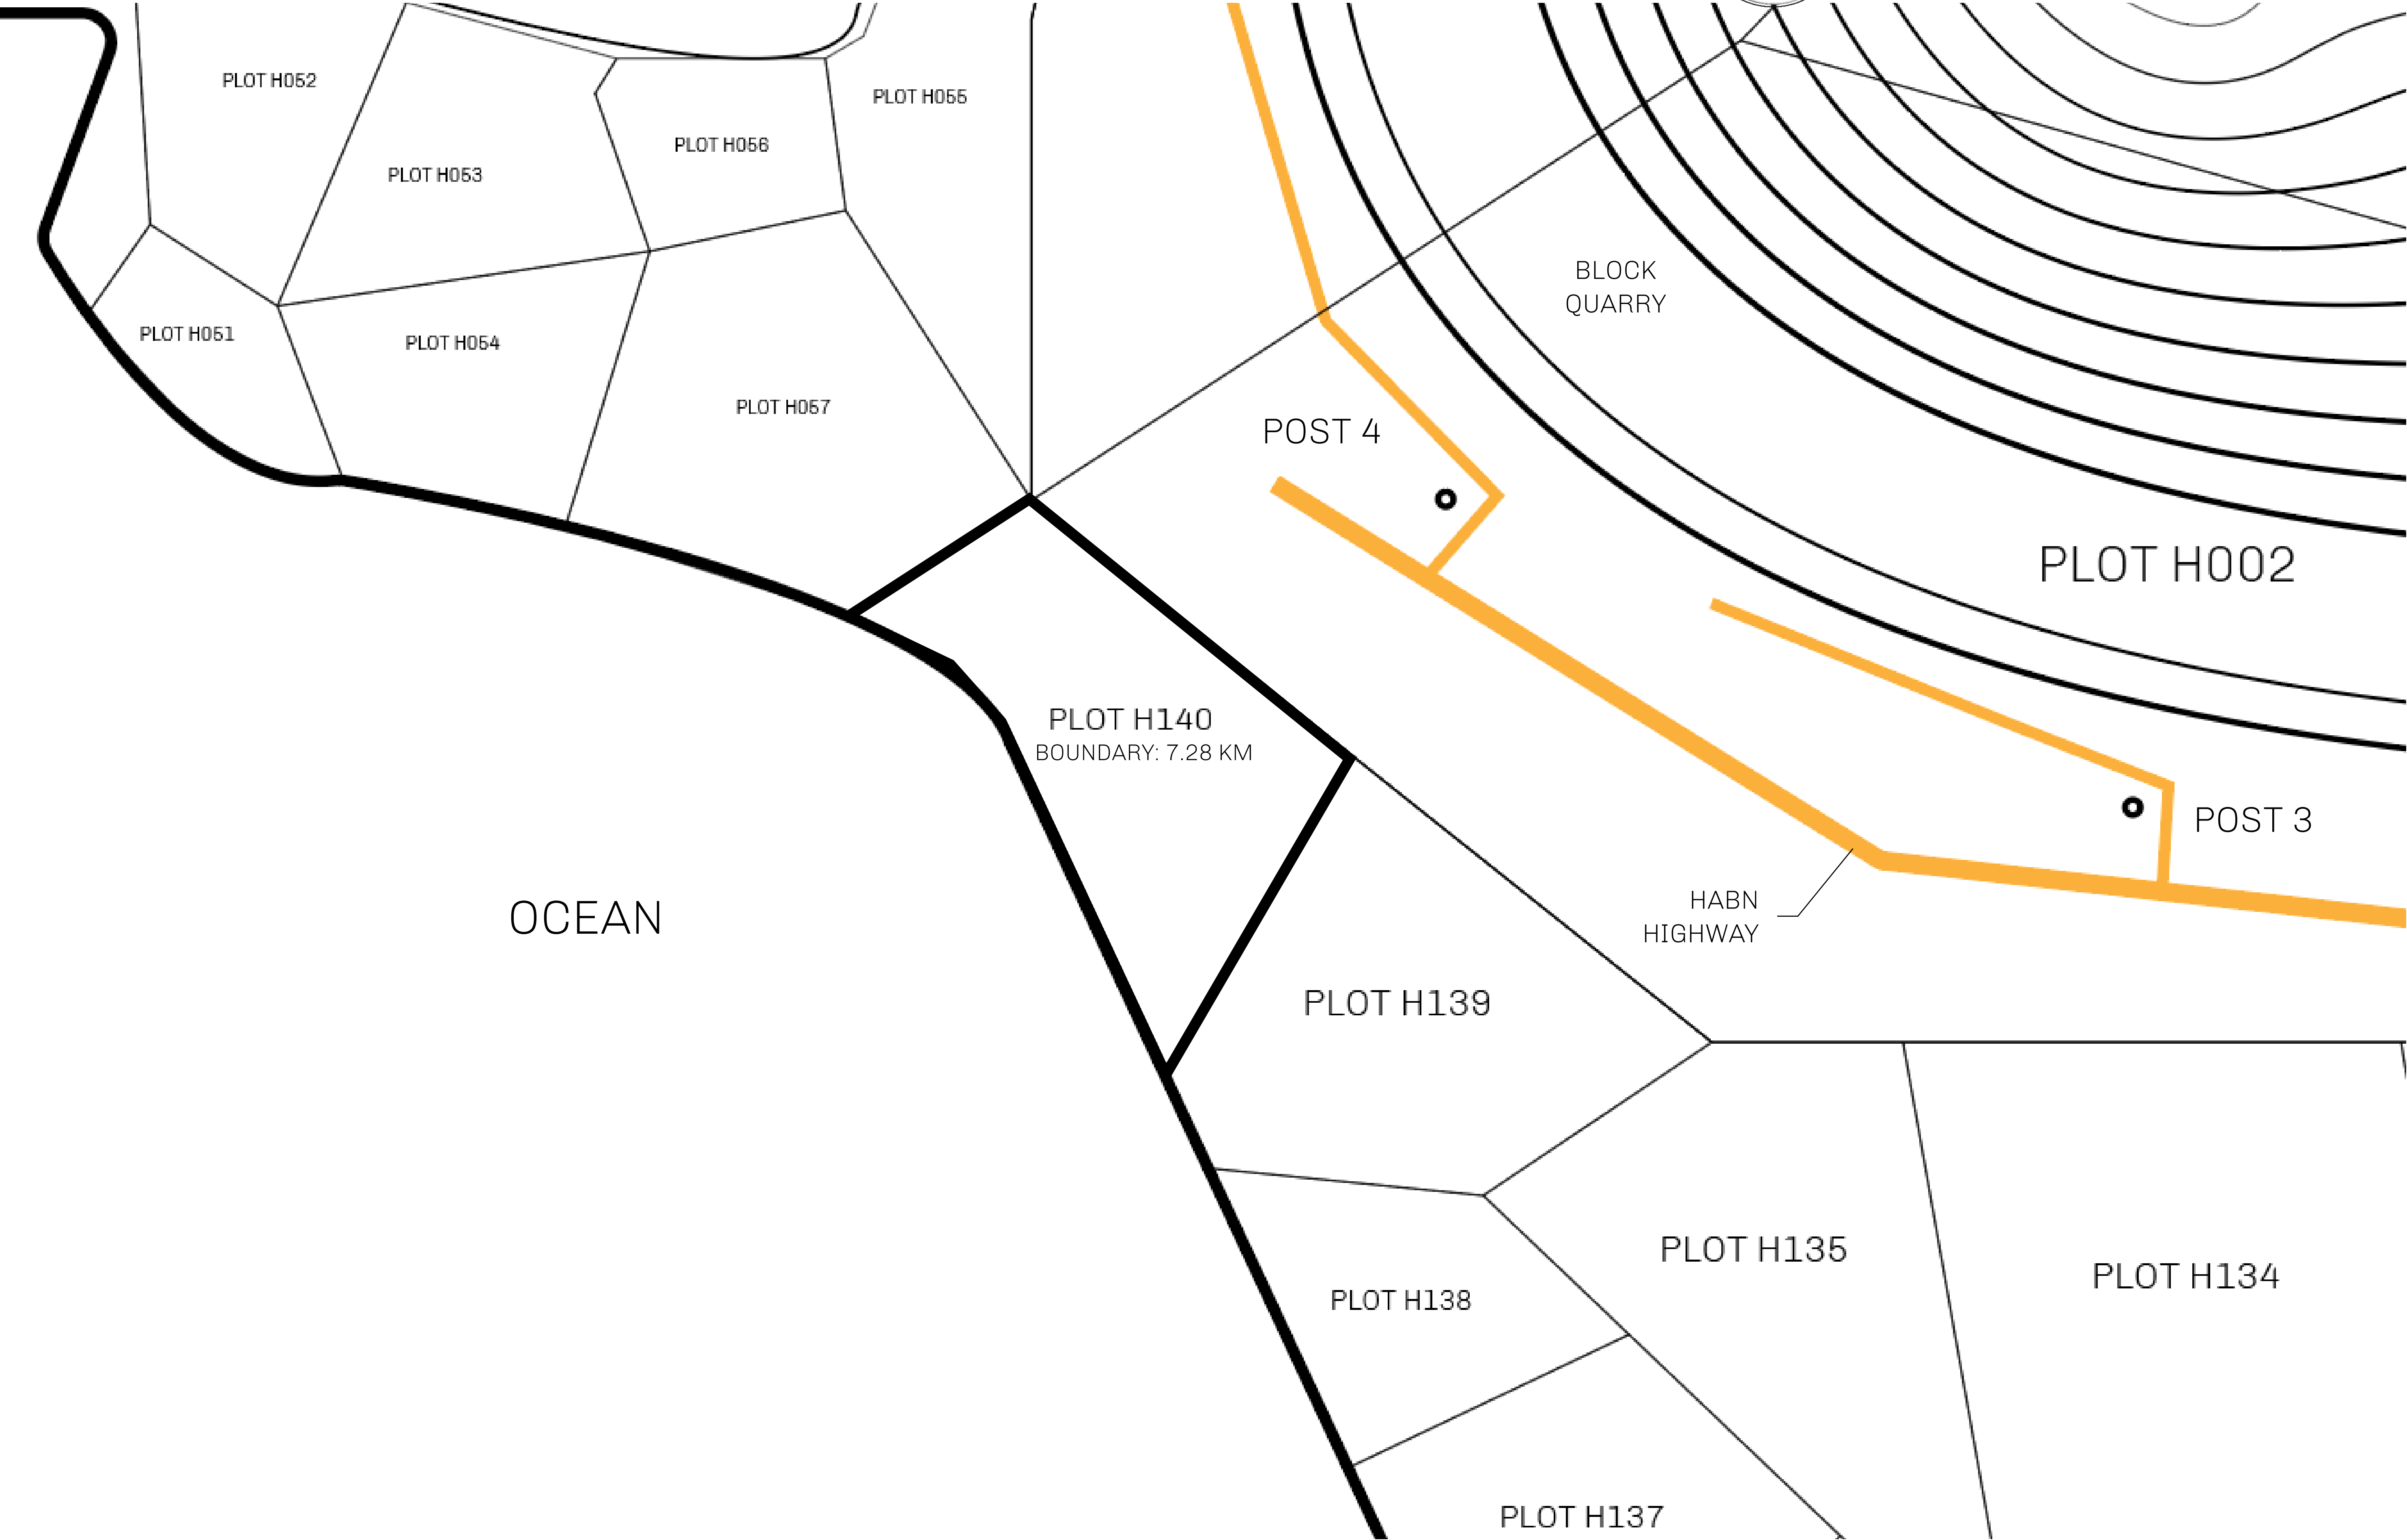 PLOT H052
PLOT H055
PLOT H056
PLOT H053
BLOCK
QUARRY
PLOT H051
PLOT H054
PLOT H057
POST 4
PLOT H002
PLOT H140
BOUNDARY: 7.28 KM
POST 3
HABN
HIGHWAY
OCEAN
PLOT H139
PLOT H135
PLOT H134
PLOT H138
PLOT H137